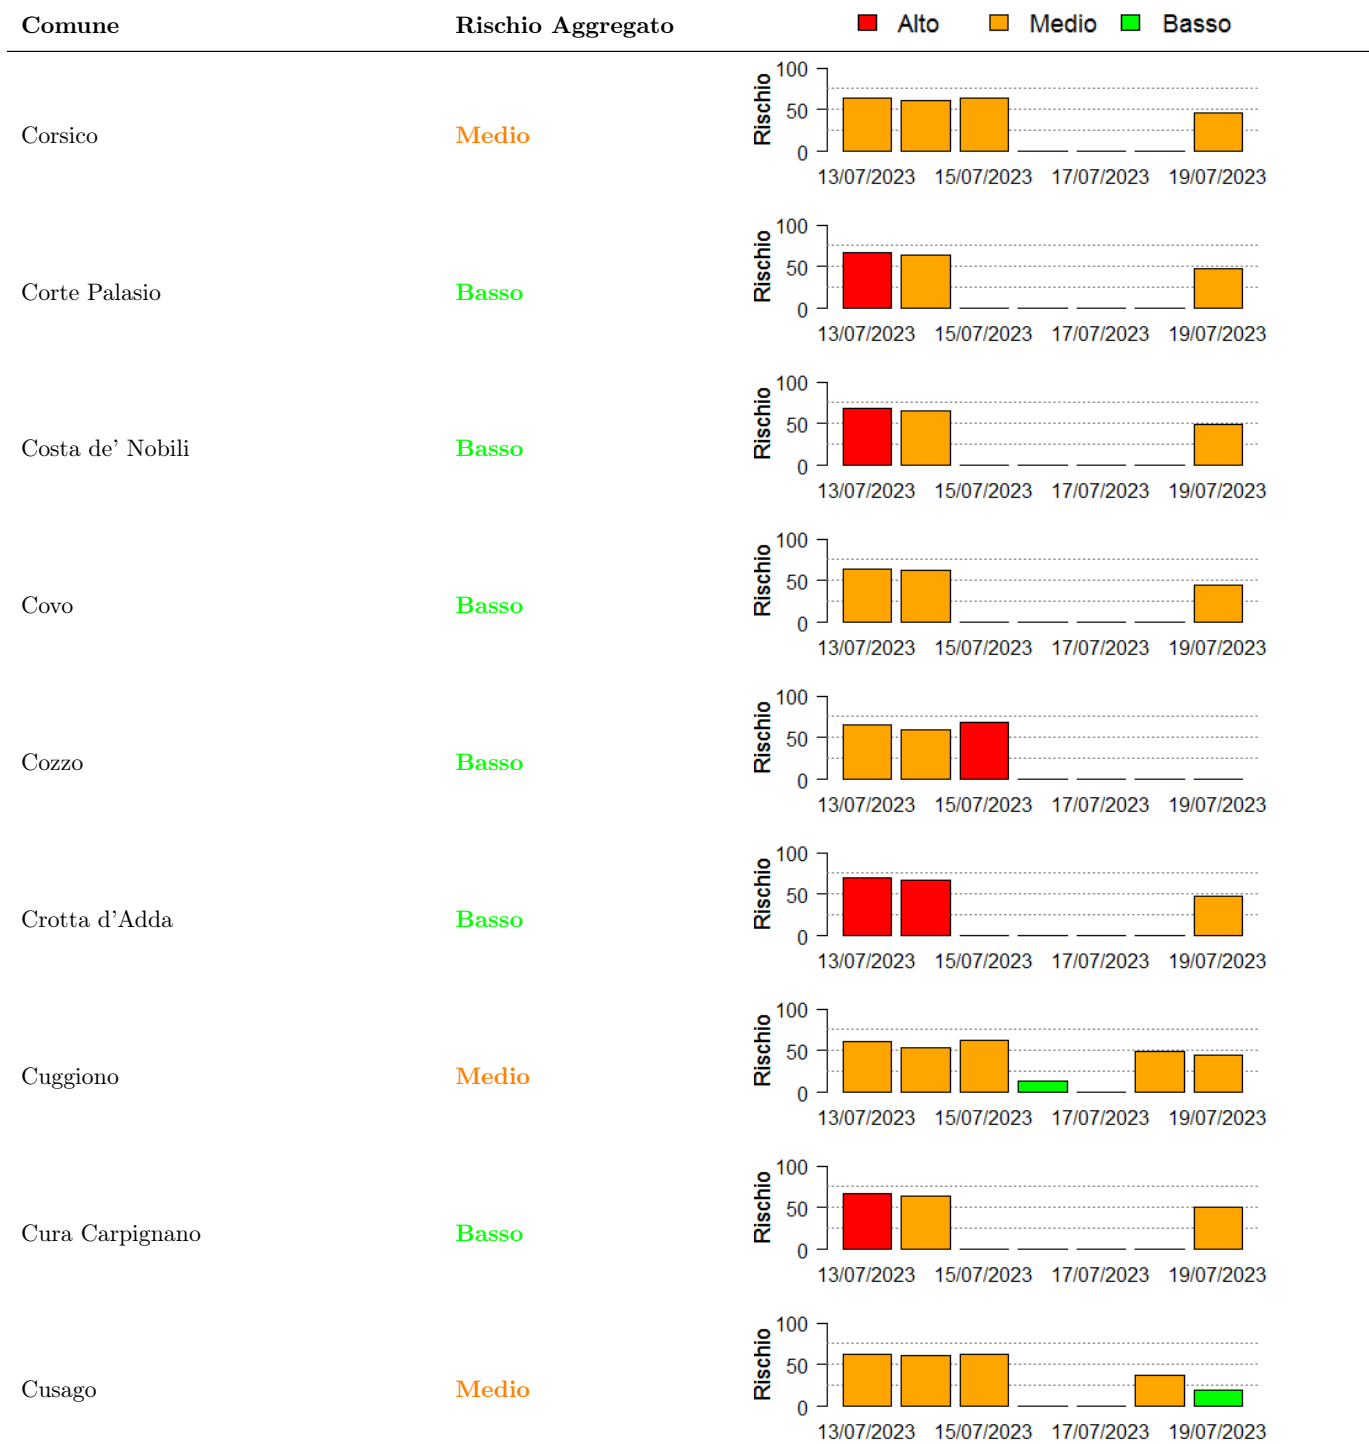 Comune Rischio Aggregato Alto Medio Basso
100
50
0
Rischio
Corsico Medio
13/07/2023 15/07/2023 17/07/2023 19/07/2023
100
50
0
Rischio
Corte Palasio Basso
13/07/2023 15/07/2023 17/07/2023 19/07/2023
100
50
0
Rischio
Costa de' Nobili Basso
13/07/2023 15/07/2023 17/07/2023 19/07/2023
100
50
0
Rischio
Covo Basso
13/07/2023 15/07/2023 17/07/2023 19/07/2023
100
50
0
Rischio
Cozzo Basso
13/07/2023 15/07/2023 17/07/2023 19/07/2023
100
50
0
Rischio
Crotta d'Adda Basso
13/07/2023 15/07/2023 17/07/2023 19/07/2023
100
50
0
Rischio
Cuggiono Medio
13/07/2023 15/07/2023 17/07/2023 19/07/2023
100
50
0
Rischio
Cura Carpignano Basso
13/07/2023 15/07/2023 17/07/2023 19/07/2023
100
50
0
Rischio
Cusago Medio
13/07/2023 15/07/2023 17/07/2023 19/07/2023